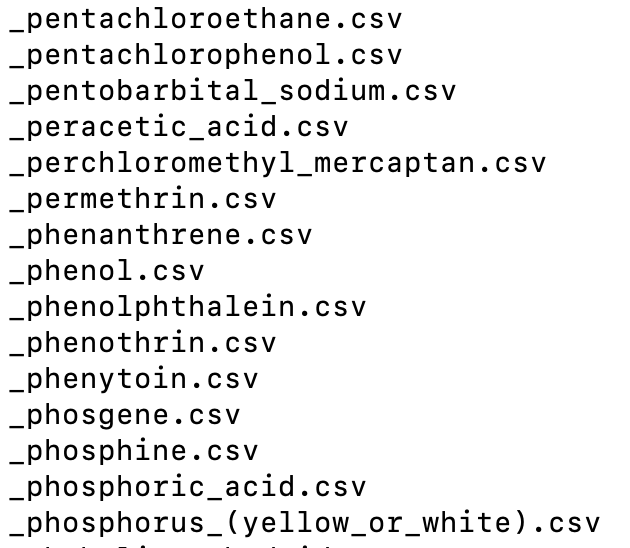 _pentachloroethane.csv
_pentachlorophenol.csv
_pentobarbital_sodium.csv
_peracetic_acid.csv
_perchloromethyl_mercaptan.csv
_permethrin.csv
_phenanthrene.csv
_phenol.csv
_phenolphthalein.csv
_phenothrin.csv
_phenytoin.csv
_phosgene.csv
_phosphine.csv
_phosphoric_acid.csv
_phosphorus_(yellow_or_white).csv